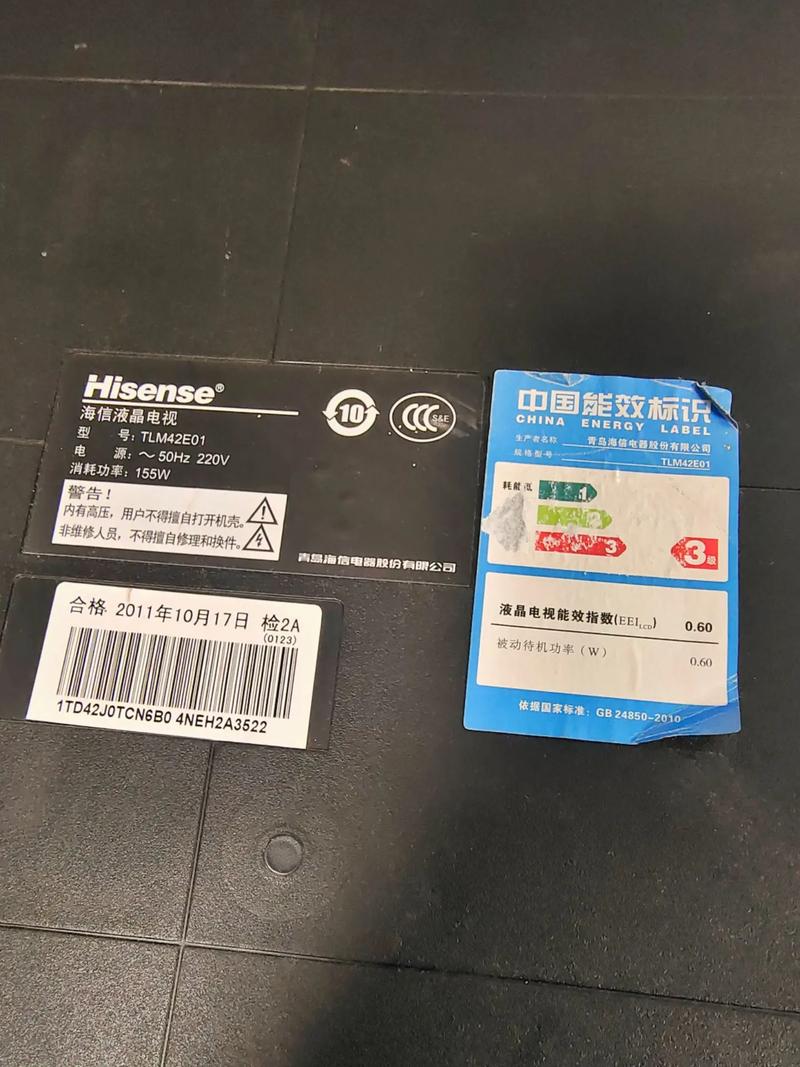 Hisense®
海信液晶电视
型 号: TLM42E01
电 源: ～50Hz 220V
消耗功率: 155W
警告！
内有高压，用户不得擅自打开机壳。
非维修人员，不得擅自修理和换件。
10
CCC S&E
青岛海信电器股份有限公司
合格 2011年10月17日 检2A
(0123)
1TD42J0TCN6B0 4NEH2A3522
中国能效标识
CHINA ENERGY LABEL
生产者名称 青岛海信电器股份有限公司
规格型号 TLM42E01
耗能低
1
2
3
3级
液晶电视能效指数(EEILCD) 0.60
被动待机功率（W） 0.60
依据国家标准：GB 24850-2010